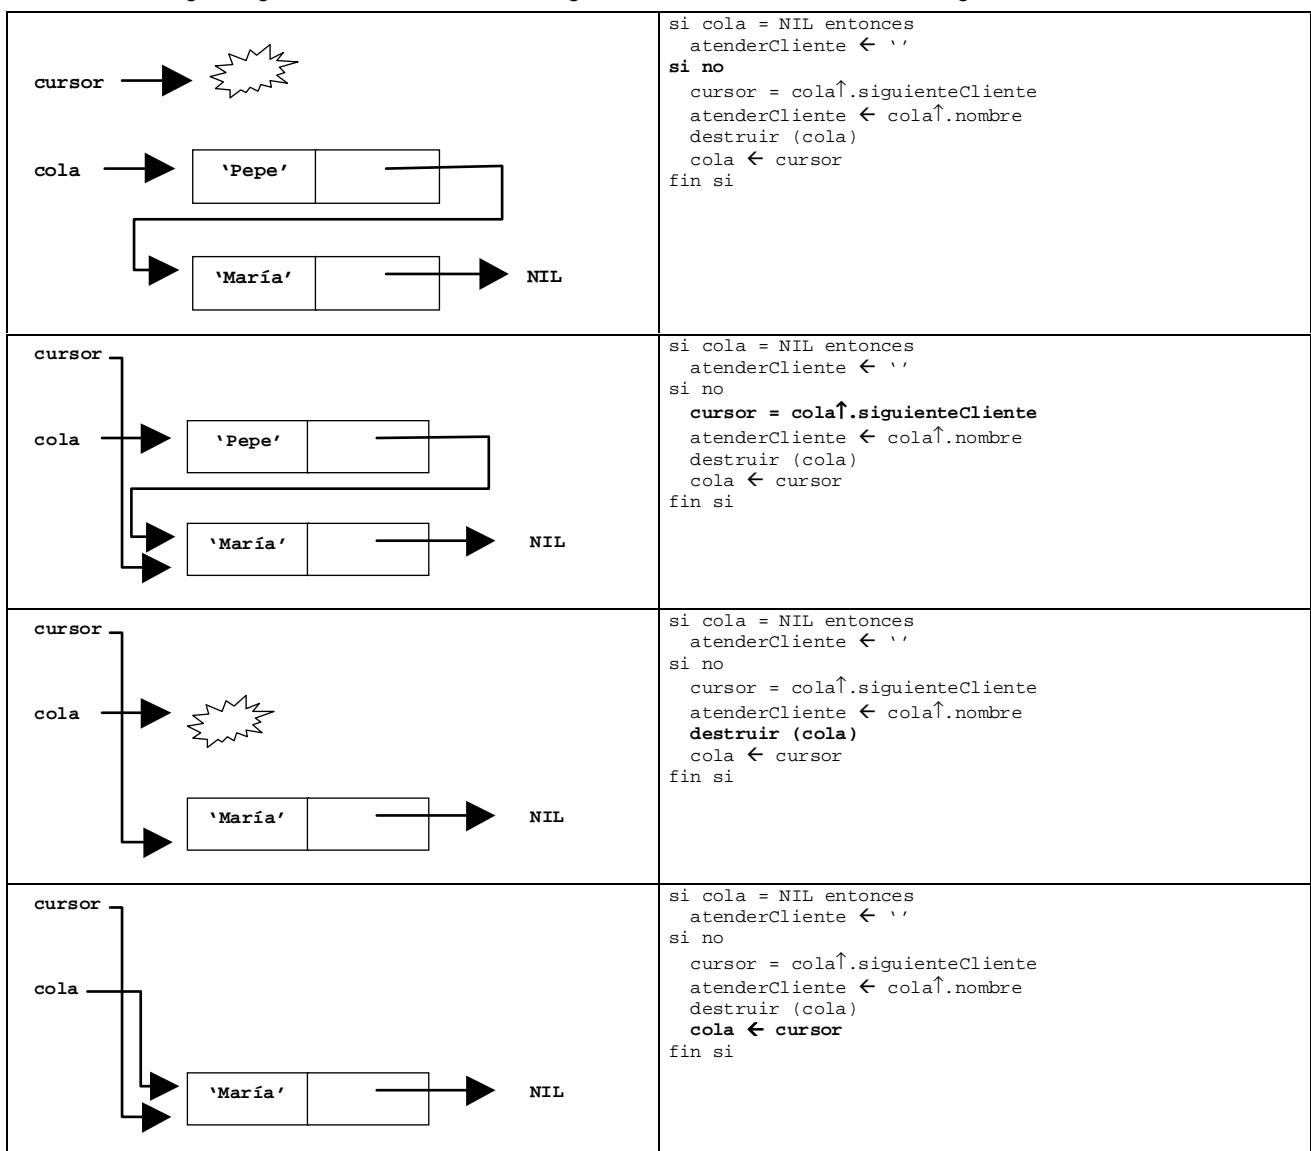 cursor
cola
‘Pepe’
‘María’
NIL
si cola = NIL entonces
atenderCliente ← ‘’
si no
cursor = cola↑.siguienteCliente
atenderCliente ← cola↑.nombre
destruir (cola)
cola ← cursor
fin si
cursor
cola
‘Pepe’
‘María’
NIL
si cola = NIL entonces
atenderCliente ← ‘’
si no
cursor = cola↑.siguienteCliente
atenderCliente ← cola↑.nombre
destruir (cola)
cola ← cursor
fin si
cursor
cola
‘María’
NIL
si cola = NIL entonces
atenderCliente ← ‘’
si no
cursor = cola↑.siguienteCliente
atenderCliente ← cola↑.nombre
destruir (cola)
cola ← cursor
fin si
cursor
cola
‘María’
NIL
si cola = NIL entonces
atenderCliente ← ‘’
si no
cursor = cola↑.siguienteCliente
atenderCliente ← cola↑.nombre
destruir (cola)
cola ← cursor
fin si